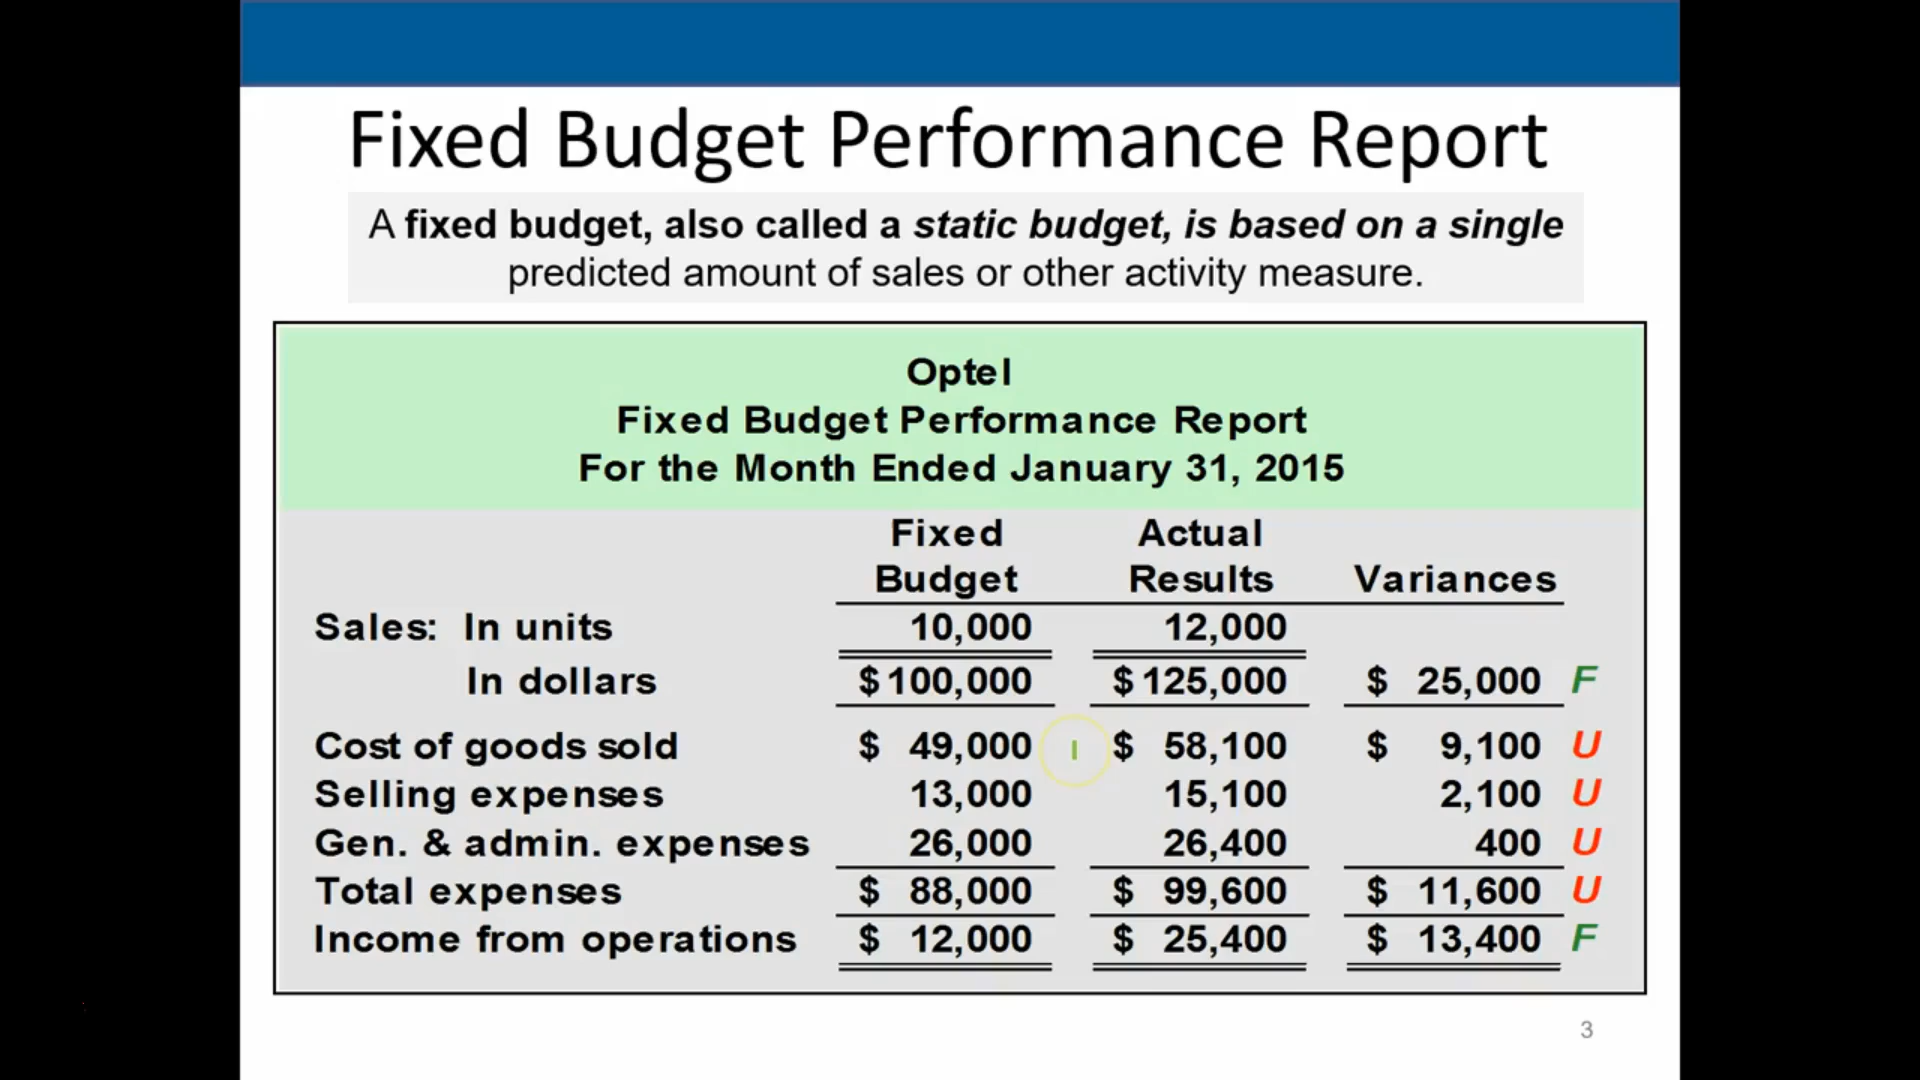 Fixed Budget Performance Report
A fixed budget, also called a static budget, is based on a single
predicted amount of sales or other activity measure.
Optel
Fixed Budget Performance Report
For the Month Ended January 31, 2015
Fixed Actual
Budget Results Variances
Sales: In units 10,000 12,000
In dollars $100,000 $125,000 $ 25,000 F
Cost of goods sold $ 49,000 $ 58,100 $ 9,100 U
Selling expenses 13,000 15,100 2,100 U
Gen. & admin. expenses 26,000 26,400 400 U
Total expenses $ 88,000 $ 99,600 $ 11,600 U
Income from operations $ 12,000 $ 25,400 $ 13,400 F
3